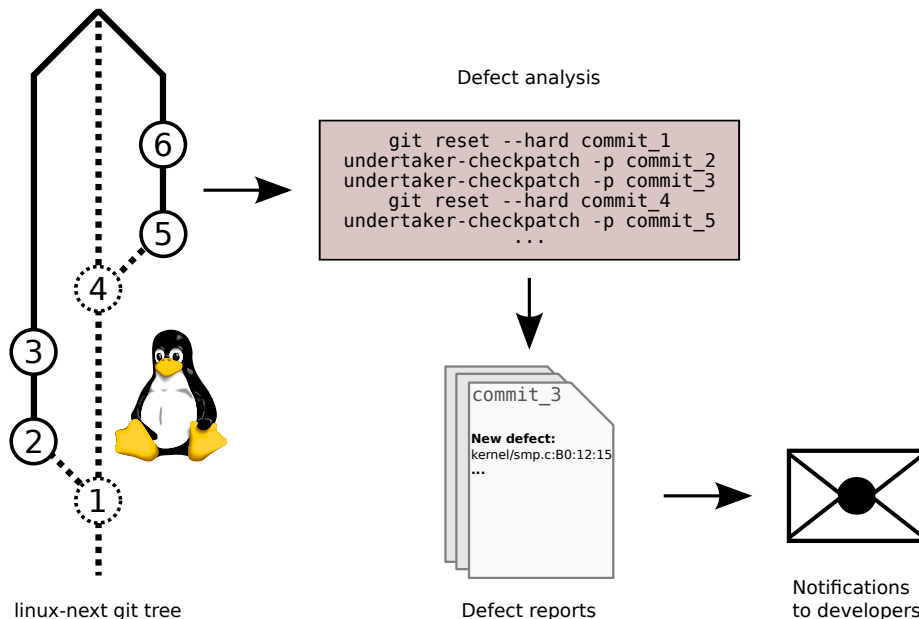 6
5
4
3
2
1
linux-next git tree
Defect analysis
git reset --hard commit_1
undertaker-checkpatch -p commit_2
undertaker-checkpatch -p commit_3
git reset --hard commit_4
undertaker-checkpatch -p commit_5
...
commit_3
New defect:
kernel/smp.c:B0:12:15
...
Defect reports
Notifications
to developers